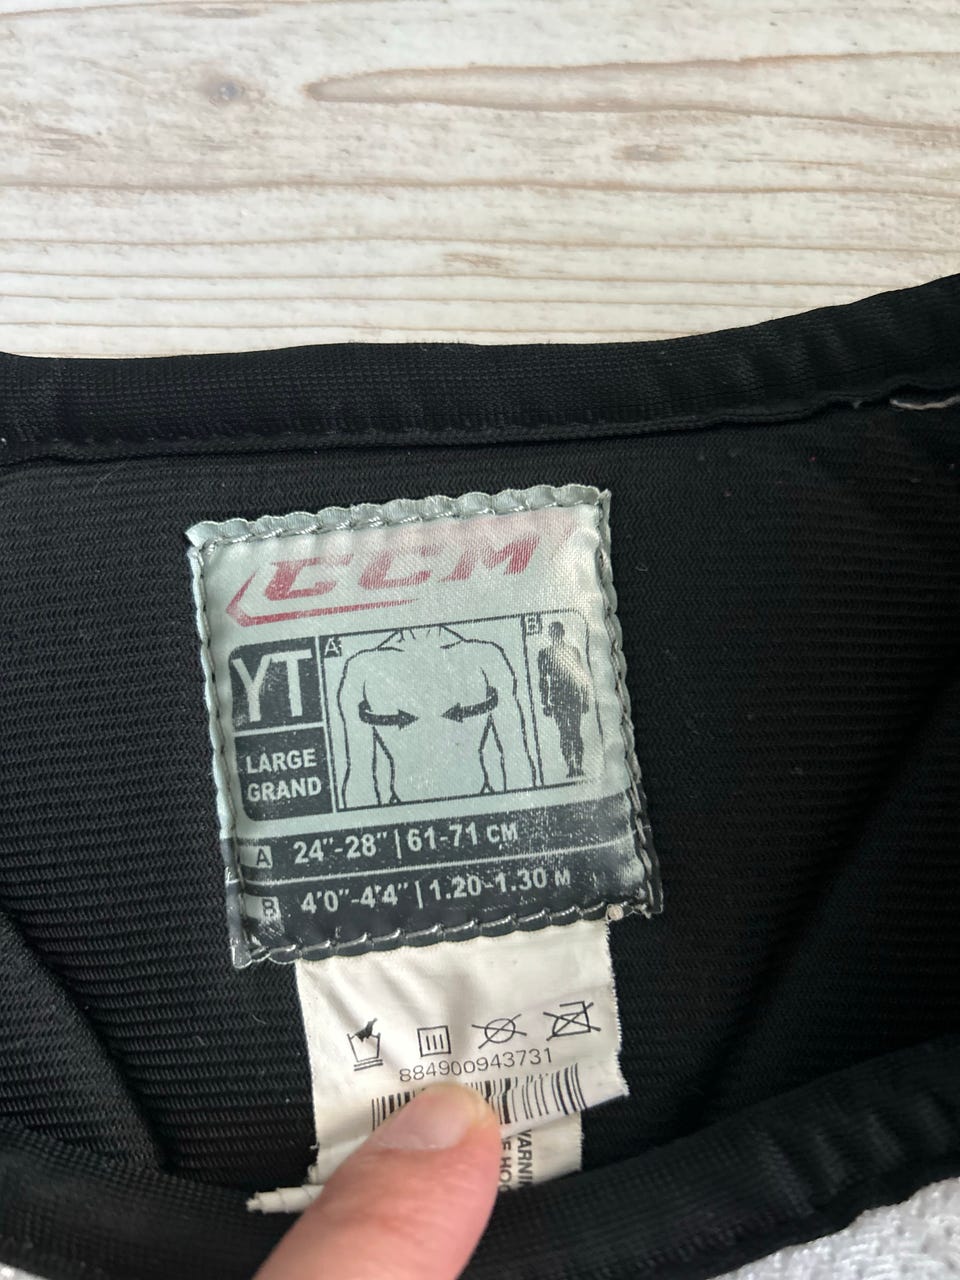 CCM
YT
A
B
LARGE
GRAND
A 24"-28" | 61-71 CM
B 4'0"-4'4" | 1.20-1.30 M
884900943731